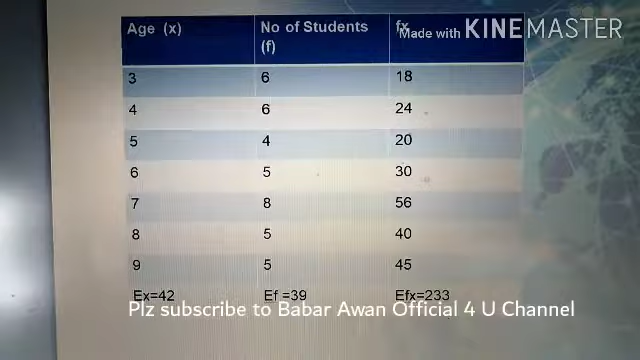 Age (x) No of Students (f) fx
Made with KINEMASTER
3 6 18
4 6 24
5 4 20
6 5 30
7 8 56
8 5 40
9 5 45
Ex=42 Ef =39 Efx=233
Plz subscribe to Babar Awan Official 4 U Channel